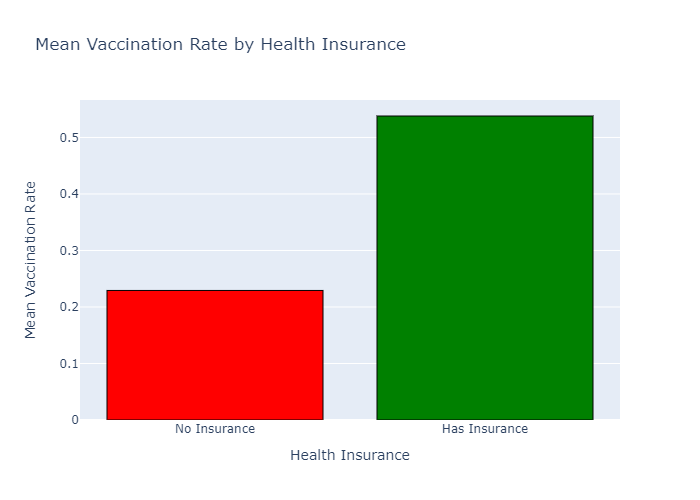 Mean Vaccination Rate by Health Insurance
Mean Vaccination Rate
0.5
0.4
0.3
0.2
0.1
0
No Insurance
Has Insurance
Health Insurance